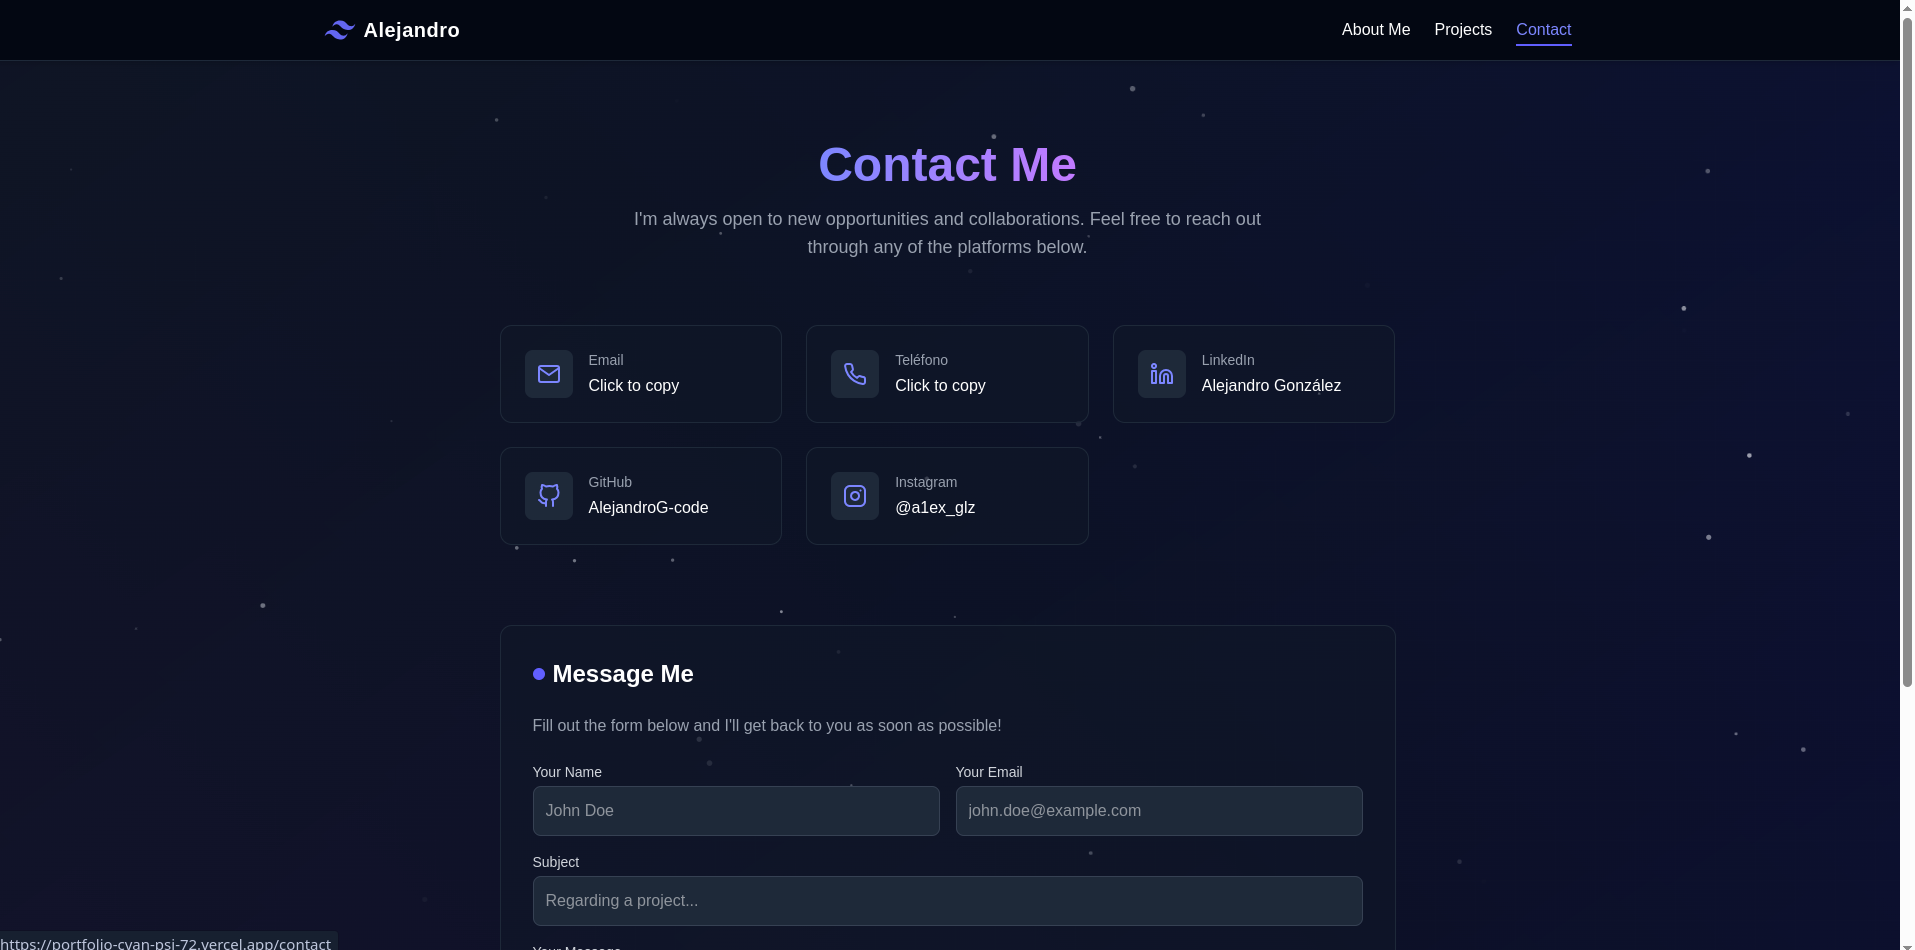 Alejandro
About Me
Projects
Contact
Contact Me
I'm always open to new opportunities and collaborations. Feel free to reach out
through any of the platforms below.
Email
Click to copy
Teléfono
Click to copy
LinkedIn
Alejandro González
GitHub
AlejandroG-code
Instagram
@a1ex_glz
Message Me
Fill out the form below and I'll get back to you as soon as possible!
Your Name
John Doe
Your Email
john.doe@example.com
Subject
Regarding a project...
Your Message
https://portfolio-cyan-psi-72.vercel.app/contact